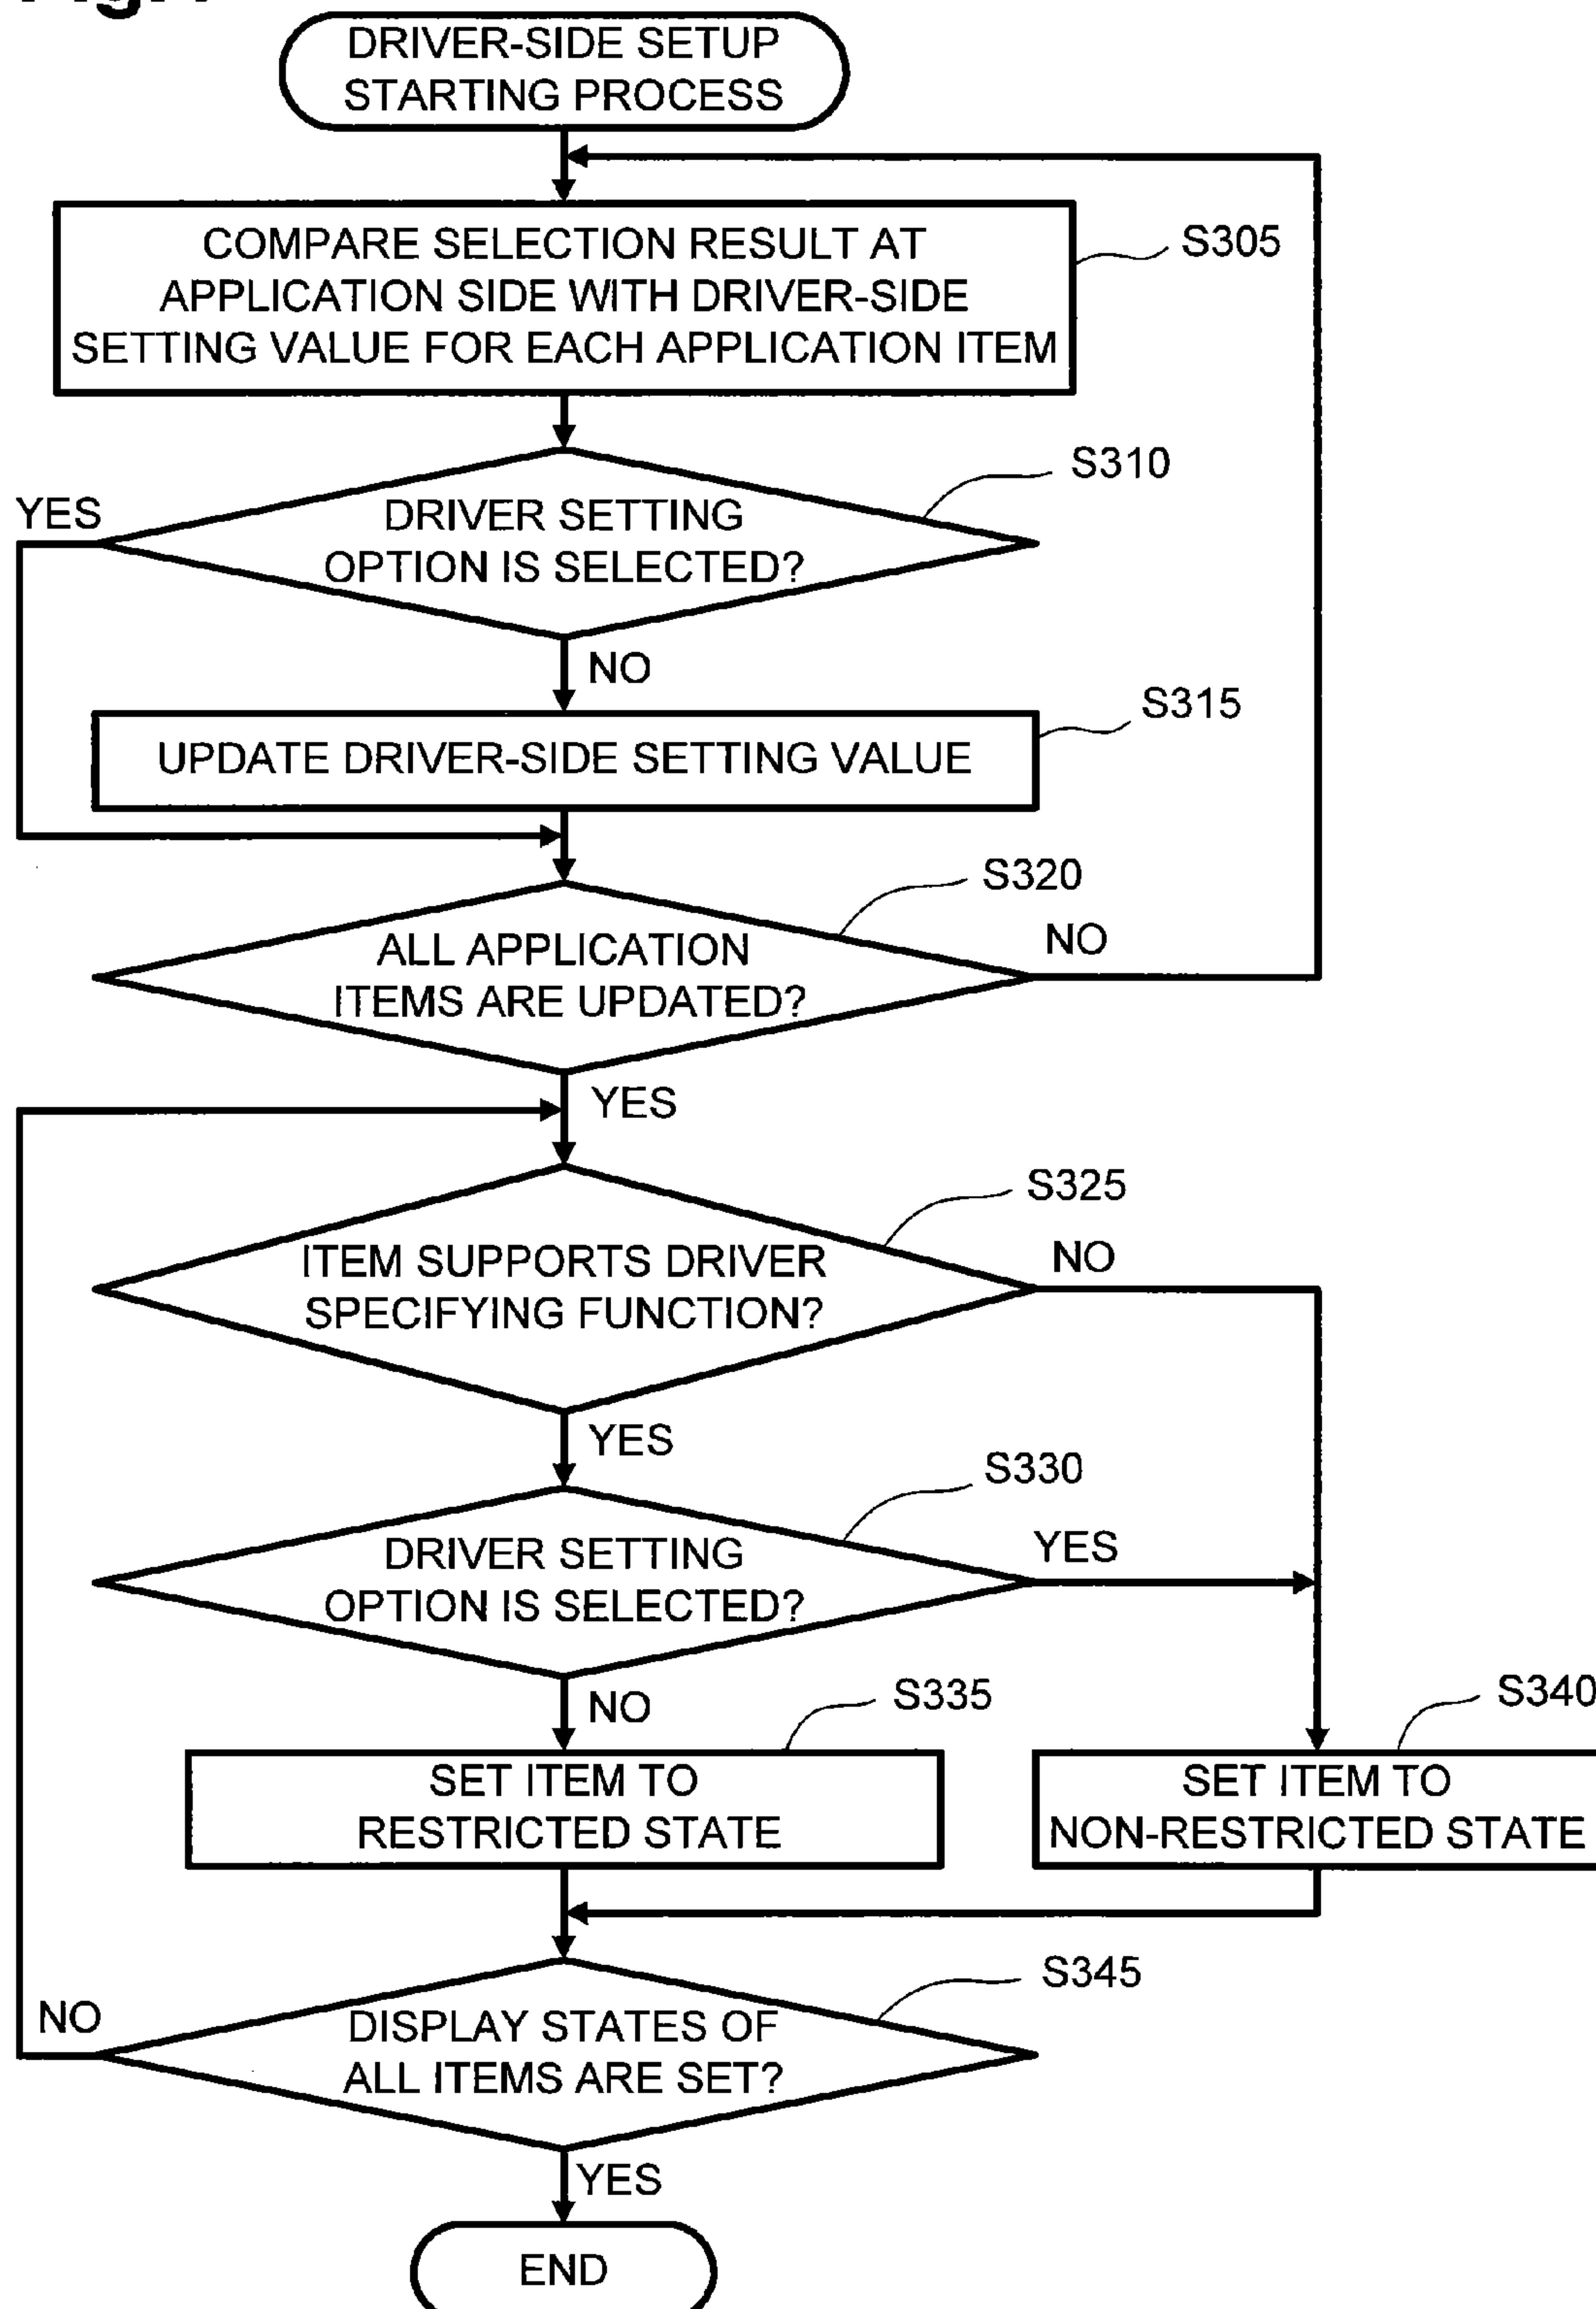 DRIVER-SIDE SETUP
STARTING PROCESS
COMPARE SELECTION RESULT AT
APPLICATION SIDE WITH DRIVER-SIDE
SETTING VALUE FOR EACH APPLICATION ITEM
S305
S310
YES
DRIVER SETTING
OPTION IS SELECTED?
NO
S315
UPDATE DRIVER-SIDE SETTING VALUE
S320
NO
ALL APPLICATION
ITEMS ARE UPDATED?
YES
S325
NO
ITEM SUPPORTS DRIVER
SPECIFYING FUNCTION?
YES
S330
YES
DRIVER SETTING
OPTION IS SELECTED?
NO
S335
S340
SET ITEM TO
RESTRICTED STATE
SET ITEM TO
NON-RESTRICTED STATE
S345
NO
DISPLAY STATES OF
ALL ITEMS ARE SET?
YES
END